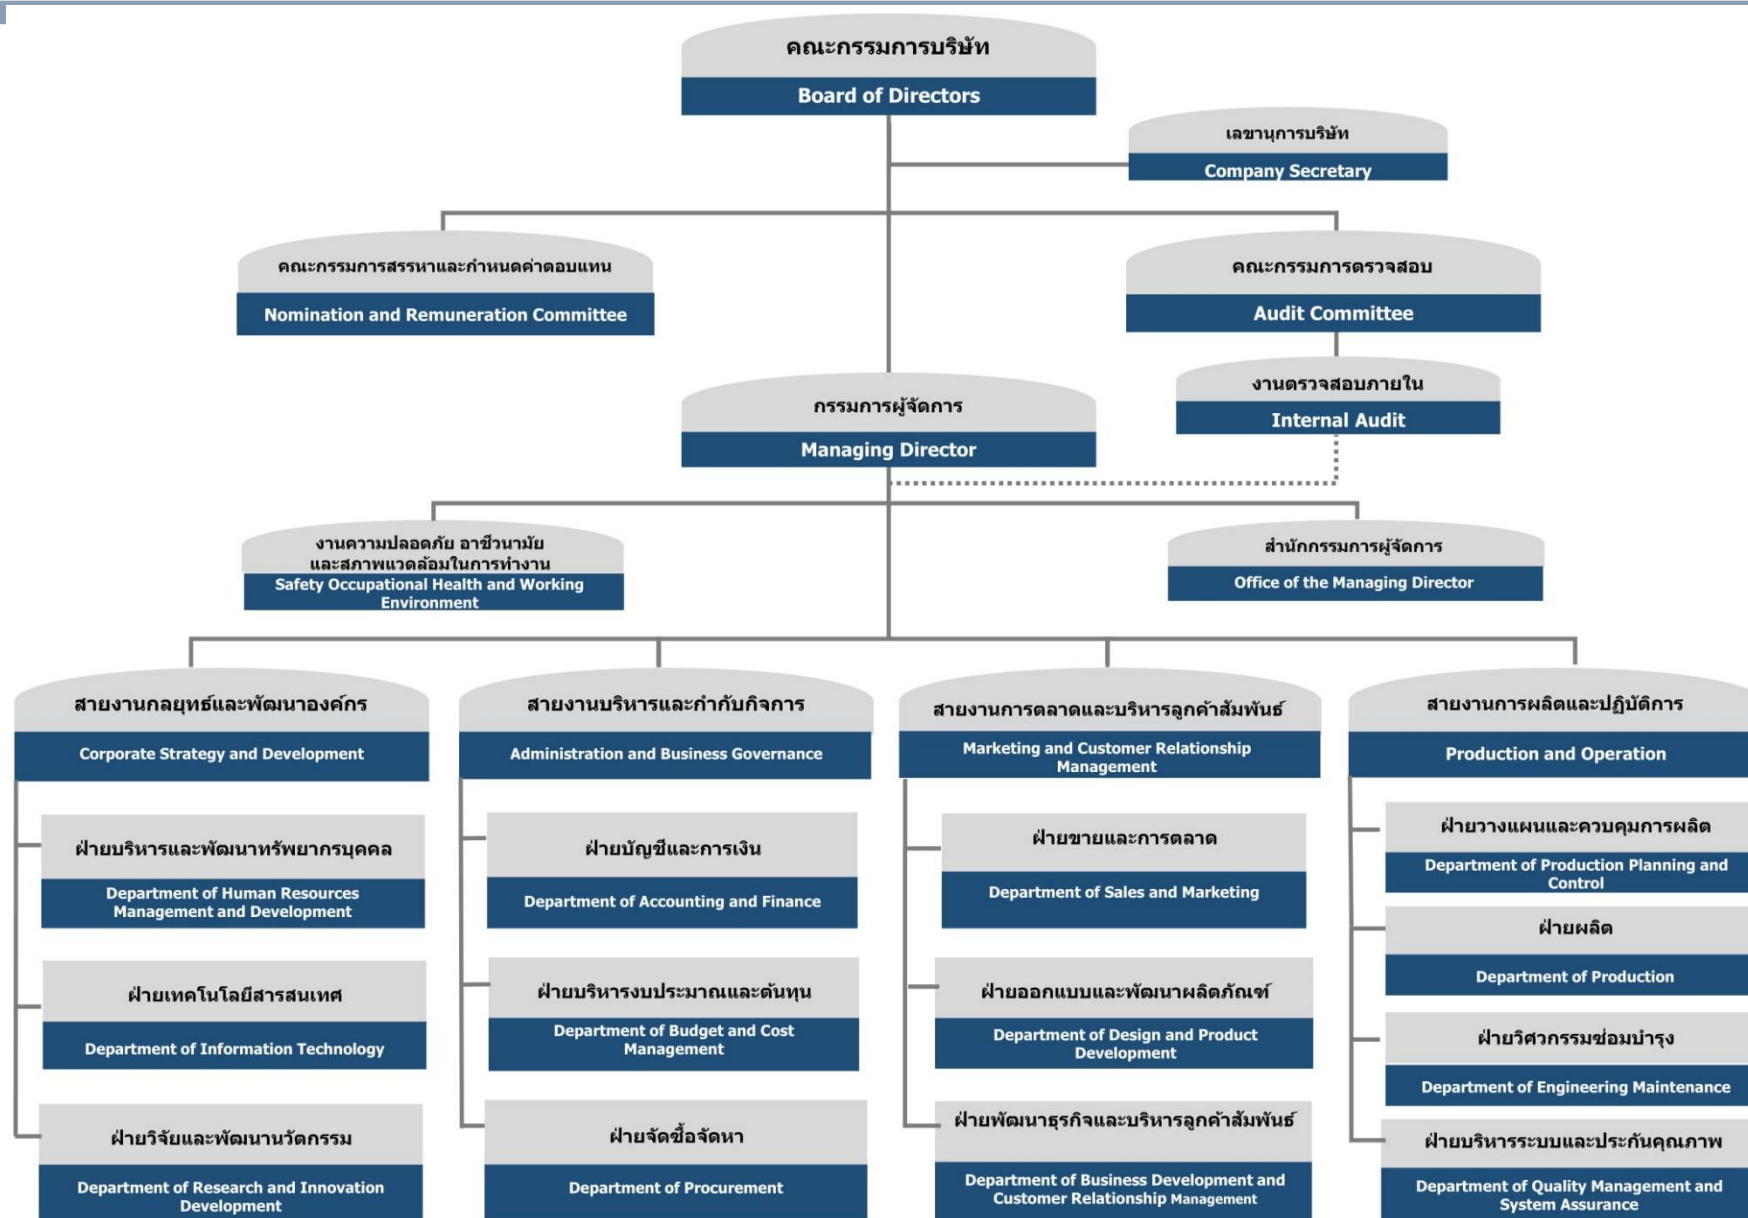 คณะกรรมการบริษัท
Board of Directors
เลขานุการบริษัท
Company Secretary
คณะกรรมการสรรหาและกำหนดค่าตอบแทน
Nomination and Remuneration Committee
คณะกรรมการตรวจสอบ
Audit Committee
งานตรวจสอบภายใน
Internal Audit
กรรมการผู้จัดการ
Managing Director
งานความปลอดภัย อาชีวนามัย
และสภาพแวดล้อมในการทำงาน
Safety Occupational Health and Working
Environment
สำนักกรรมการผู้จัดการ
Office of the Managing Director
สายงานกลยุทธ์และพัฒนาองค์กร
Corporate Strategy and Development
ฝ่ายบริหารและพัฒนาทรัพยากรบุคคล
Department of Human Resources
Management and Development
ฝ่ายเทคโนโลยีสารสนเทศ
Department of Information Technology
ฝ่ายวิจัยและพัฒนานวัตกรรม
Department of Research and Innovation
Development
สายงานบริหารและกำกับกิจการ
Administration and Business Governance
ฝ่ายบัญชีและการเงิน
Department of Accounting and Finance
ฝ่ายบริหารงบประมาณและต้นทุน
Department of Budget and Cost
Management
ฝ่ายจัดซื้อจัดหา
Department of Procurement
สายงานการตลาดและบริหารลูกค้าสัมพันธ์
Marketing and Customer Relationship
Management
ฝ่ายขายและการตลาด
Department of Sales and Marketing
ฝ่ายออกแบบและพัฒนาผลิตภัณฑ์
Department of Design and Product
Development
ฝ่ายพัฒนาธุรกิจและบริหารลูกค้าสัมพันธ์
Department of Business Development and
Customer Relationship Management
สายงานการผลิตและปฏิบัติการ
Production and Operation
ฝ่ายวางแผนและควบคุมการผลิต
Department of Production Planning and
Control
ฝ่ายผลิต
Department of Production
ฝ่ายวิศวกรรมซ่อมบำรุง
Department of Engineering Maintenance
ฝ่ายบริหารระบบและประกันคุณภาพ
Department of Quality Management and
System Assurance